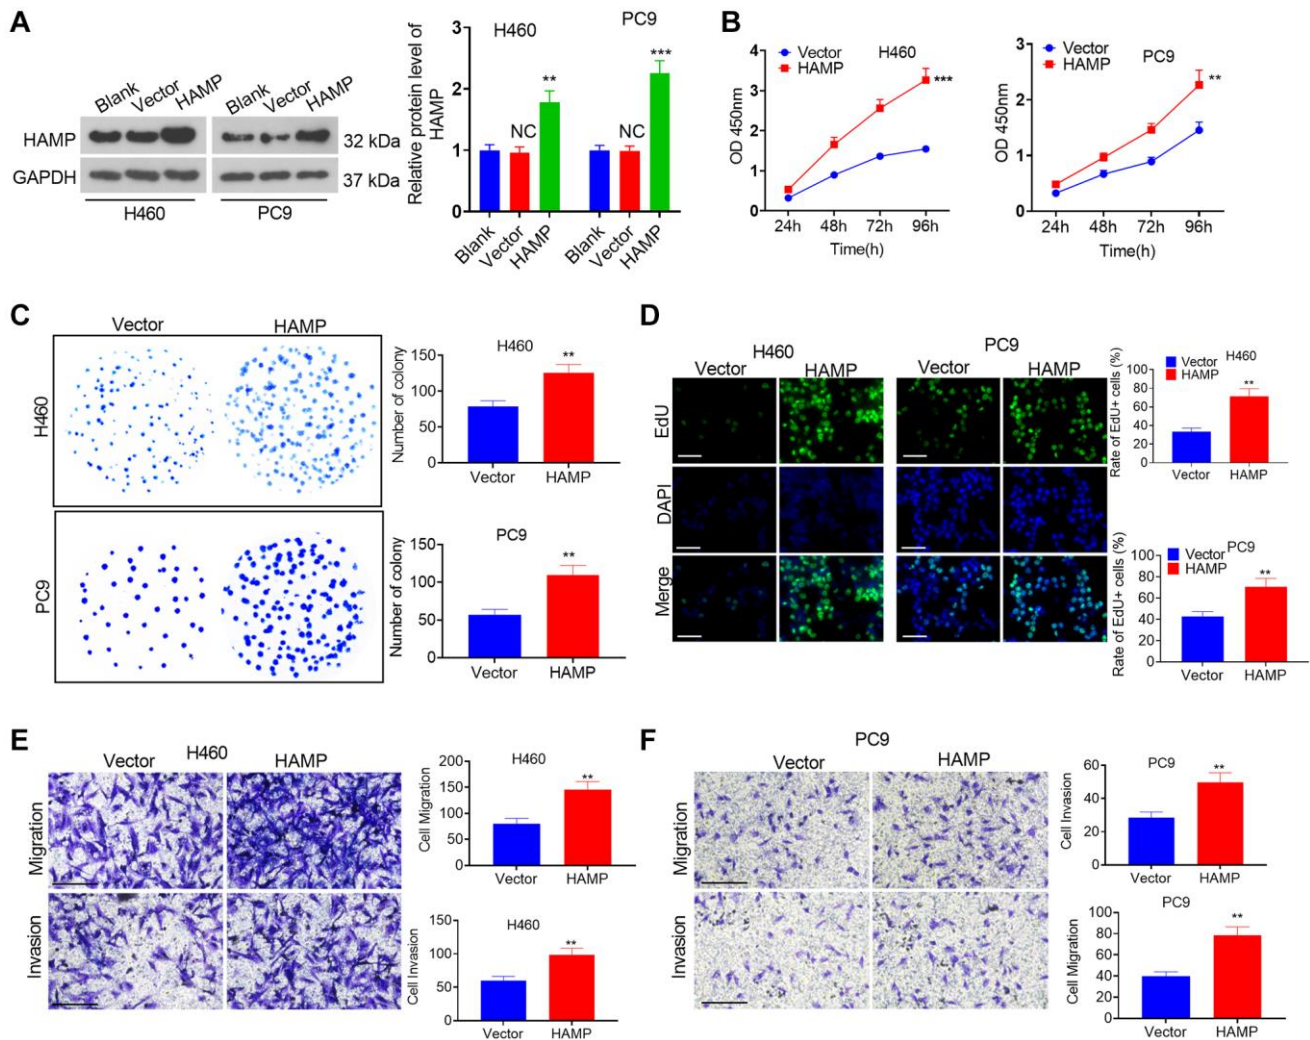 A
Blank
Vector
HAMP
Blank
Vector
HAMP
HAMP
32 kDa
GAPDH
37 kDa
H460
PC9
Relative protein level of
HAMP
3
2
1
0
H460
PC9
NC
**
NC
***
Blank
Vector
HAMP
Blank
Vector
HAMP
B
OD 450nm
4
3
2
1
0
Vector
HAMP
H460
***
24h 48h 72h 96h
Time(h)
OD 450nm
3
2
1
0
Vector
HAMP
PC9
**
24h 48h 72h 96h
Time(h)
C
Vector HAMP
H460
PC9
Number of colony
150
100
50
0
H460
**
Vector HAMP
Number of colony
150
100
50
0
PC9
**
Vector HAMP
D
H460 PC9
Vector HAMP Vector HAMP
EdU
DAPI
Merge
Rate of EdU+ cells (%)
100
80
60
40
20
0
Vector
HAMP
H460
**
Vector HAMP
Rate of EdU+ cells (%)
100
80
60
40
20
0
Vector
HAMP
PC9
**
Vector HAMP
E
H460
Vector HAMP
Migration
Invasion
Cell Migration
200
150
100
50
0
H460
**
Vector HAMP
Cell Invasion
150
100
50
0
H460
**
Vector HAMP
F
PC9
Vector HAMP
Migration
Invasion
Cell Invasion
60
40
20
0
PC9
**
Vector HAMP
Cell Migration
100
80
60
40
20
0
PC9
**
Vector HAMP